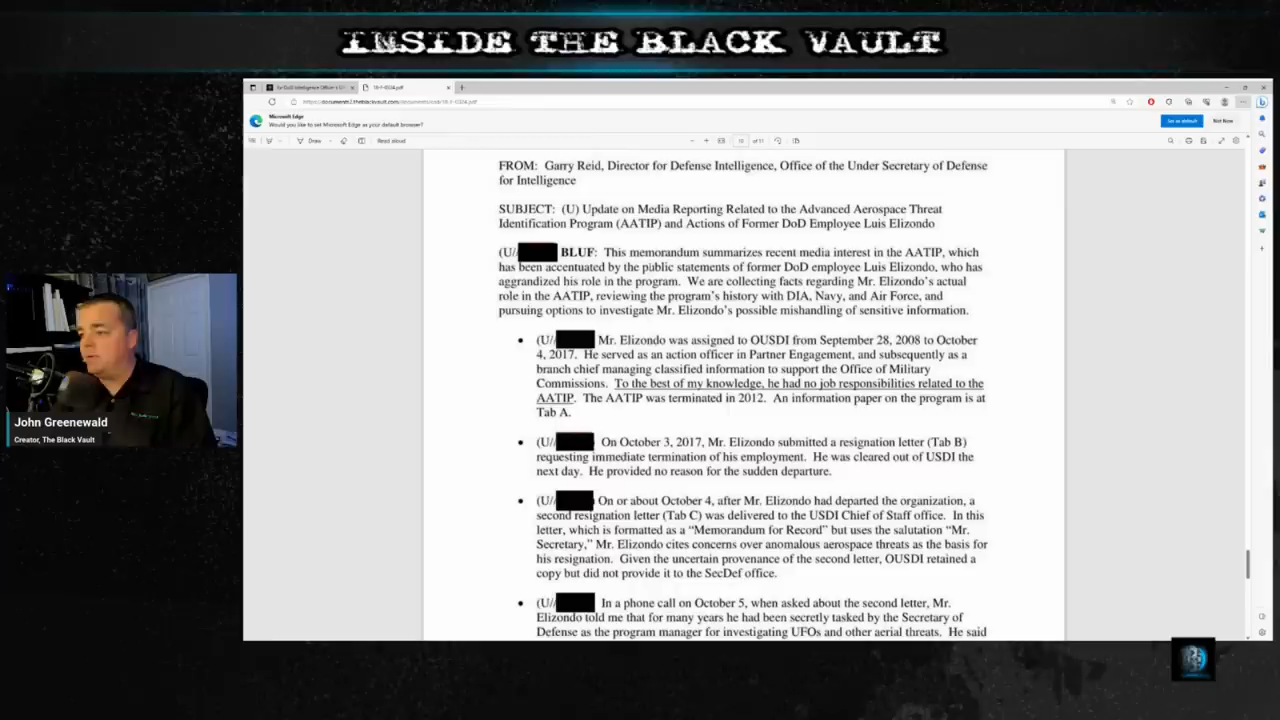 INSIDE THE BLACK VAULT
18-F-0324.pdf
Microsoft Edge
Would you like to set Microsoft Edge as your default browser?
Set as default
Not Now
Draw
Read aloud
10
of 11
FROM: Garry Reid, Director for Defense Intelligence, Office of the Under Secretary of Defense
for Intelligence
SUBJECT: (U) Update on Media Reporting Related to the Advanced Aerospace Threat
Identification Program (AATIP) and Actions of Former DoD Employee Luis Elizondo
(U// BLUF: This memorandum summarizes recent media interest in the AATIP, which
has been accentuated by the public statements of former DoD employee Luis Elizondo, who has
aggrandized his role in the program. We are collecting facts regarding Mr. Elizondo's actual
role in the AATIP, reviewing the program's history with DIA, Navy, and Air Force, and
pursuing options to investigate Mr. Elizondo's possible mishandling of sensitive information.
• (U// Mr. Elizondo was assigned to OUSDI from September 28, 2008 to October
4, 2017. He served as an action officer in Partner Engagement, and subsequently as a
branch chief managing classified information to support the Office of Military
Commissions. To the best of my knowledge, he had no job responsibilities related to the
AATIP. The AATIP was terminated in 2012. An information paper on the program is at
Tab A.
• (U// On October 3, 2017, Mr. Elizondo submitted a resignation letter (Tab B)
requesting immediate termination of his employment. He was cleared out of USDI the
next day. He provided no reason for the sudden departure.
• (U// On or about October 4, after Mr. Elizondo had departed the organization, a
second resignation letter (Tab C) was delivered to the USDI Chief of Staff office. In this
letter, which is formatted as a "Memorandum for Record" but uses the salutation "Mr.
Secretary," Mr. Elizondo cites concerns over anomalous aerospace threats as the basis for
his resignation. Given the uncertain provenance of the second letter, OUSDI retained a
copy but did not provide it to the SecDef office.
• (U// In a phone call on October 5, when asked about the second letter, Mr.
Elizondo told me that for many years he had been secretly tasked by the Secretary of
Defense as the program manager for investigating UFOs and other aerial threats. He said
John Greenewald
Creator, The Black Vault